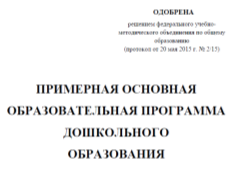 ОДОБРЕНА
решением федерального учебно-
методического объединения по общему
образованию
(протокол от 20 мая 2015 г. № 2/15)
ПРИМЕРНАЯ ОСНОВНАЯ
ОБРАЗОВАТЕЛЬНАЯ ПРОГРАММА
ДОШКОЛЬНОГО
ОБРАЗОВАНИЯ